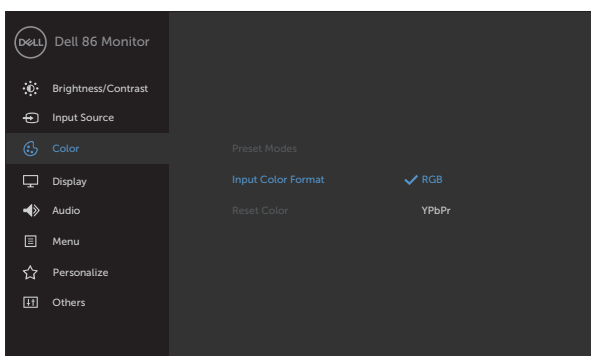 DELL Dell 86 Monitor
Brightness/Contrast
Input Source
Color
Preset Modes
Display
Input Color Format
RGB
Audio
Reset Color
YPbPr
Menu
Personalize
Others